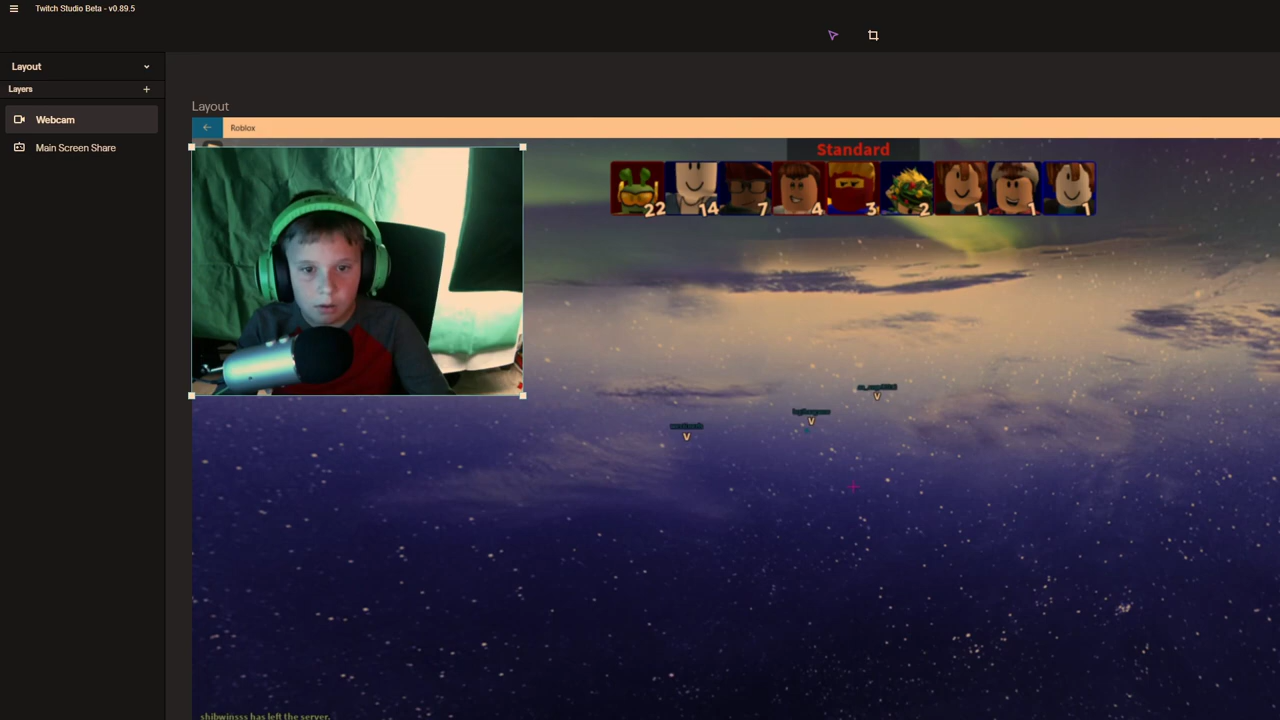 Twitch Studio Beta - v0.89.5
Layout
Layers
Webcam
Main Screen Share
Layout
Roblox
Standard
22 14 7 4 3 2 1 1 1
V
V
V
shibwinsss has left the server.